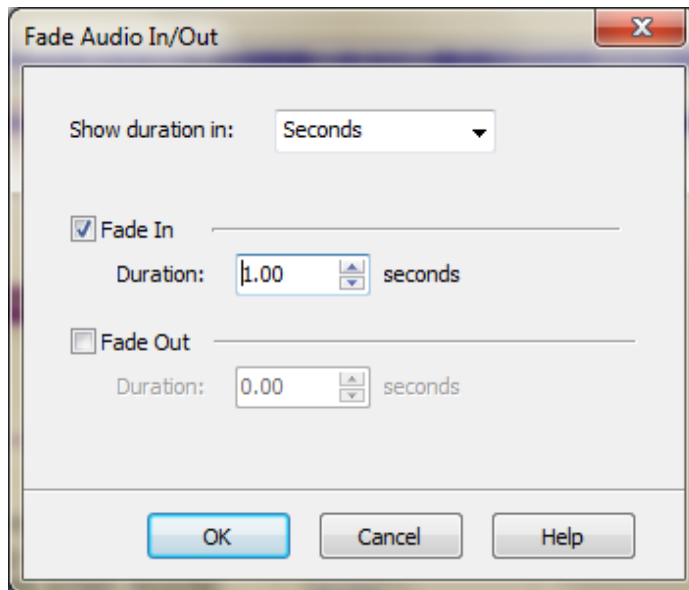 Fade Audio In/Out
Show duration in: Seconds
Fade In
Duration: 1.00 seconds
Fade Out
Duration: 0.00 seconds
OK Cancel Help